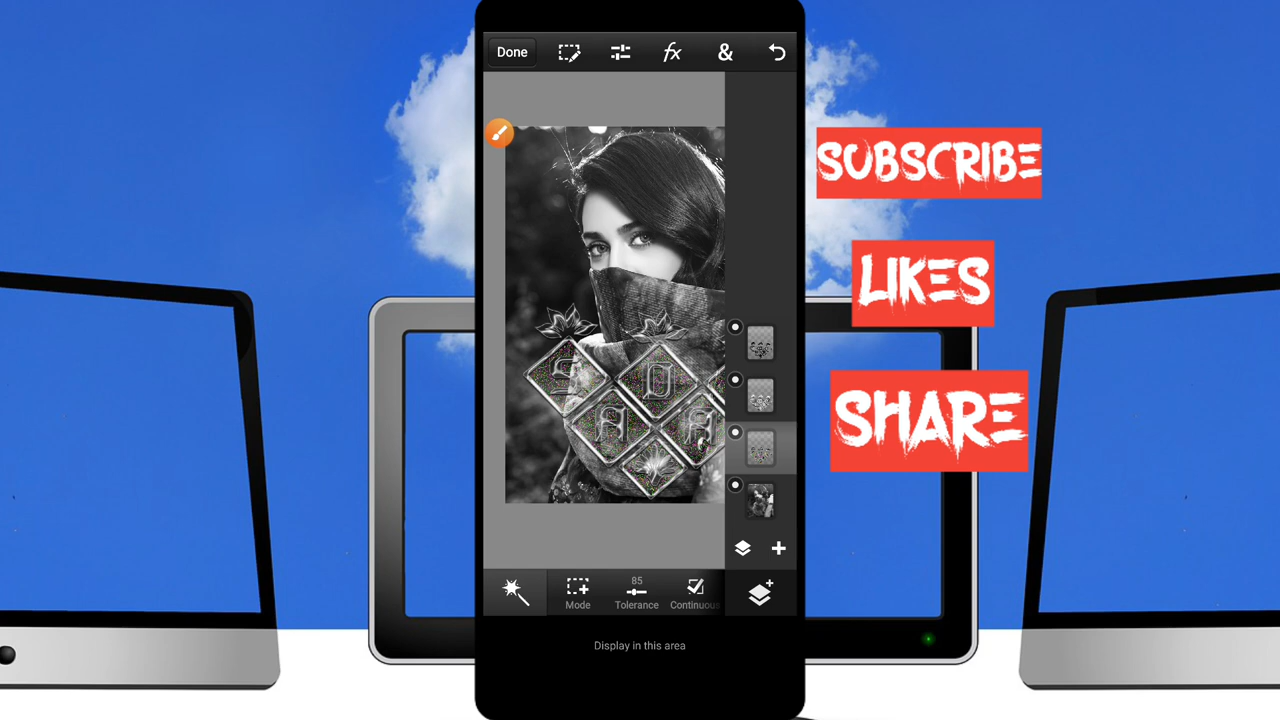 Done
fx
&
SUBSCRIBE
LIKES
SHARE
S D
A A
85
Mode
Tolerance
Continuous
Display in this area